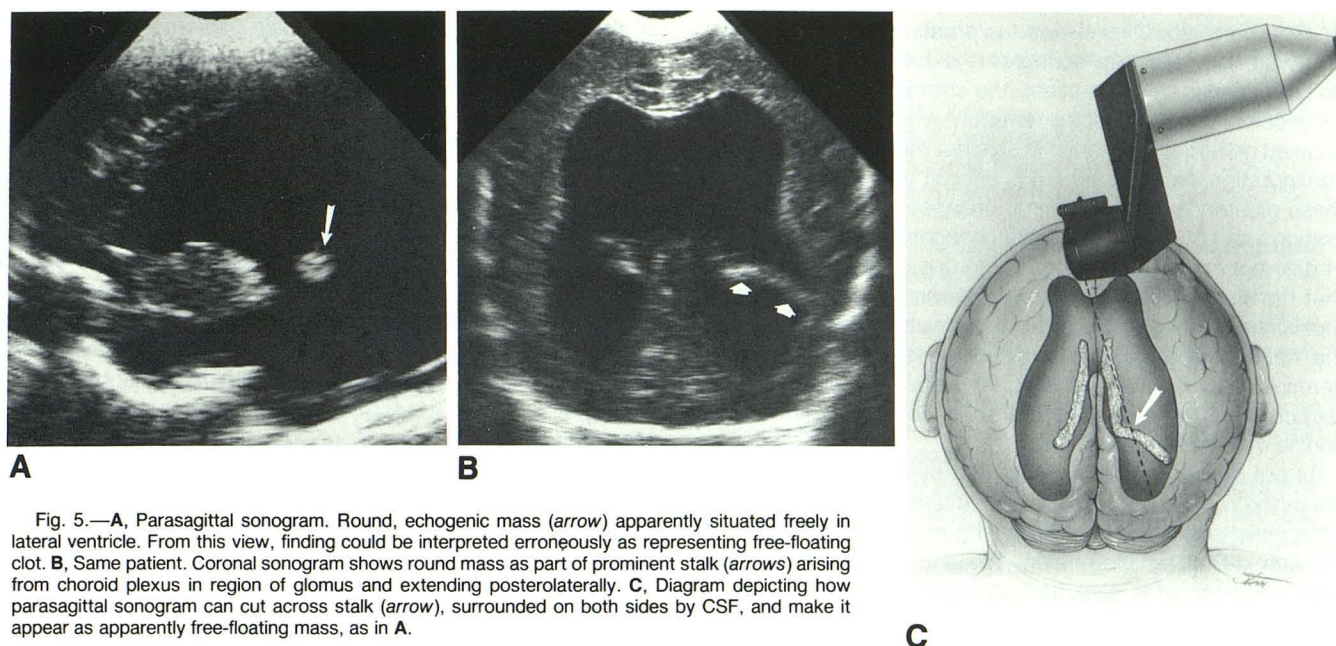 A
B
Fig. 5.—A, Parasagittal sonogram. Round, echogenic mass (arrow) apparently situated freely in
lateral ventricle. From this view, finding could be interpreted erroneously as representing free-floating
clot. B, Same patient. Coronal sonogram shows round mass as part of prominent stalk (arrows) arising
from choroid plexus in region of glomus and extending posterolaterally. C, Diagram depicting how
parasagittal sonogram can cut across stalk (arrow), surrounded on both sides by CSF, and make it
appear as apparently free-floating mass, as in A.
C